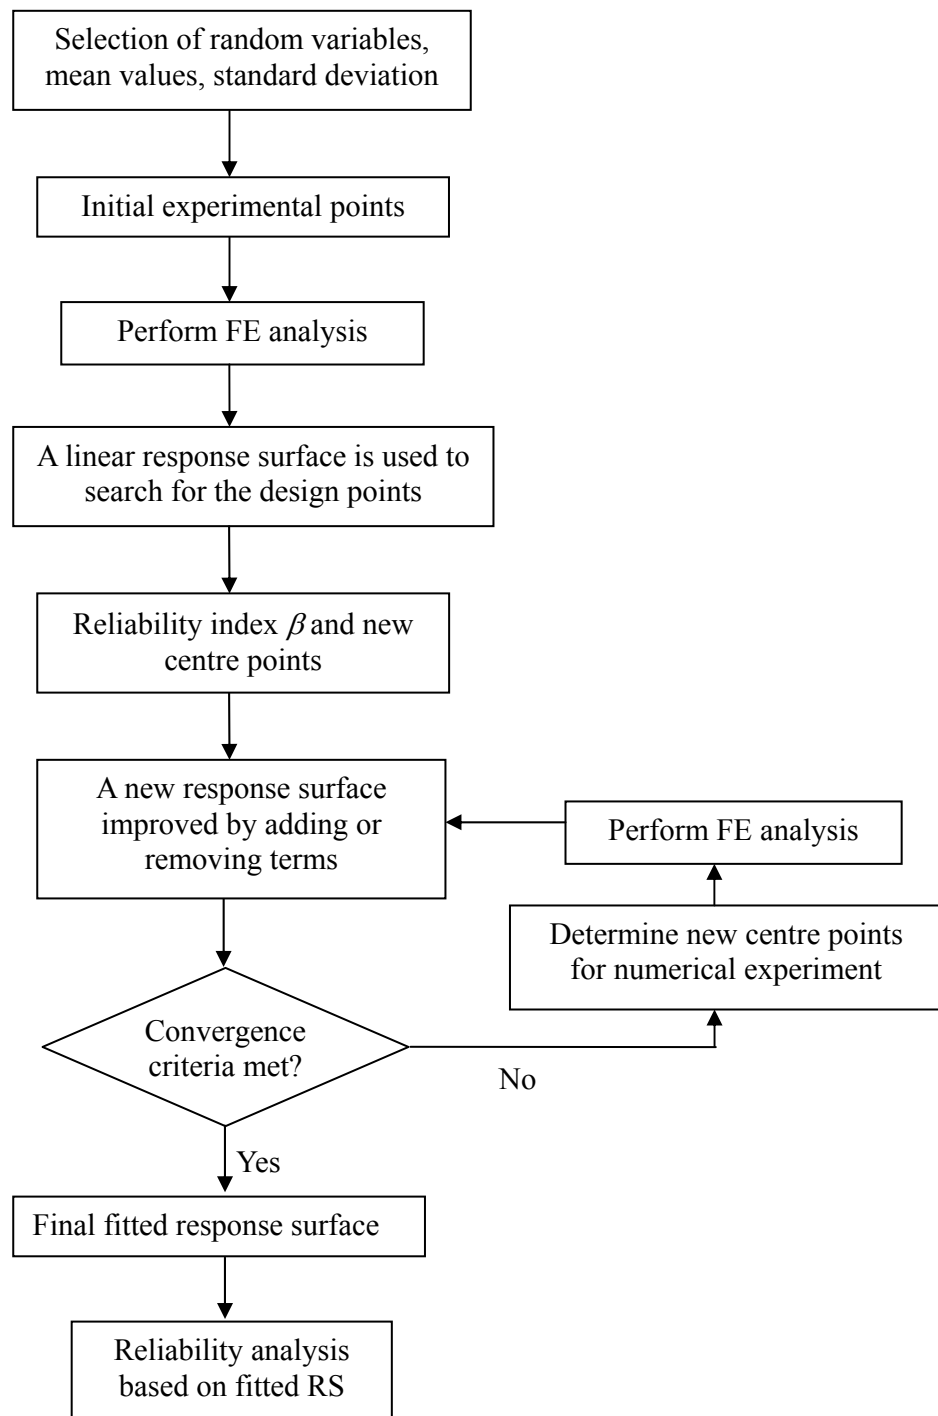 Selection of random variables,
mean values, standard deviation
Initial experimental points
Perform FE analysis
A linear response surface is used to
search for the design points
Reliability index β and new
centre points
A new response surface
improved by adding or
removing terms
Perform FE analysis
Determine new centre points
for numerical experiment
Convergence
criteria met?
No
Yes
Final fitted response surface
Reliability analysis
based on fitted RS